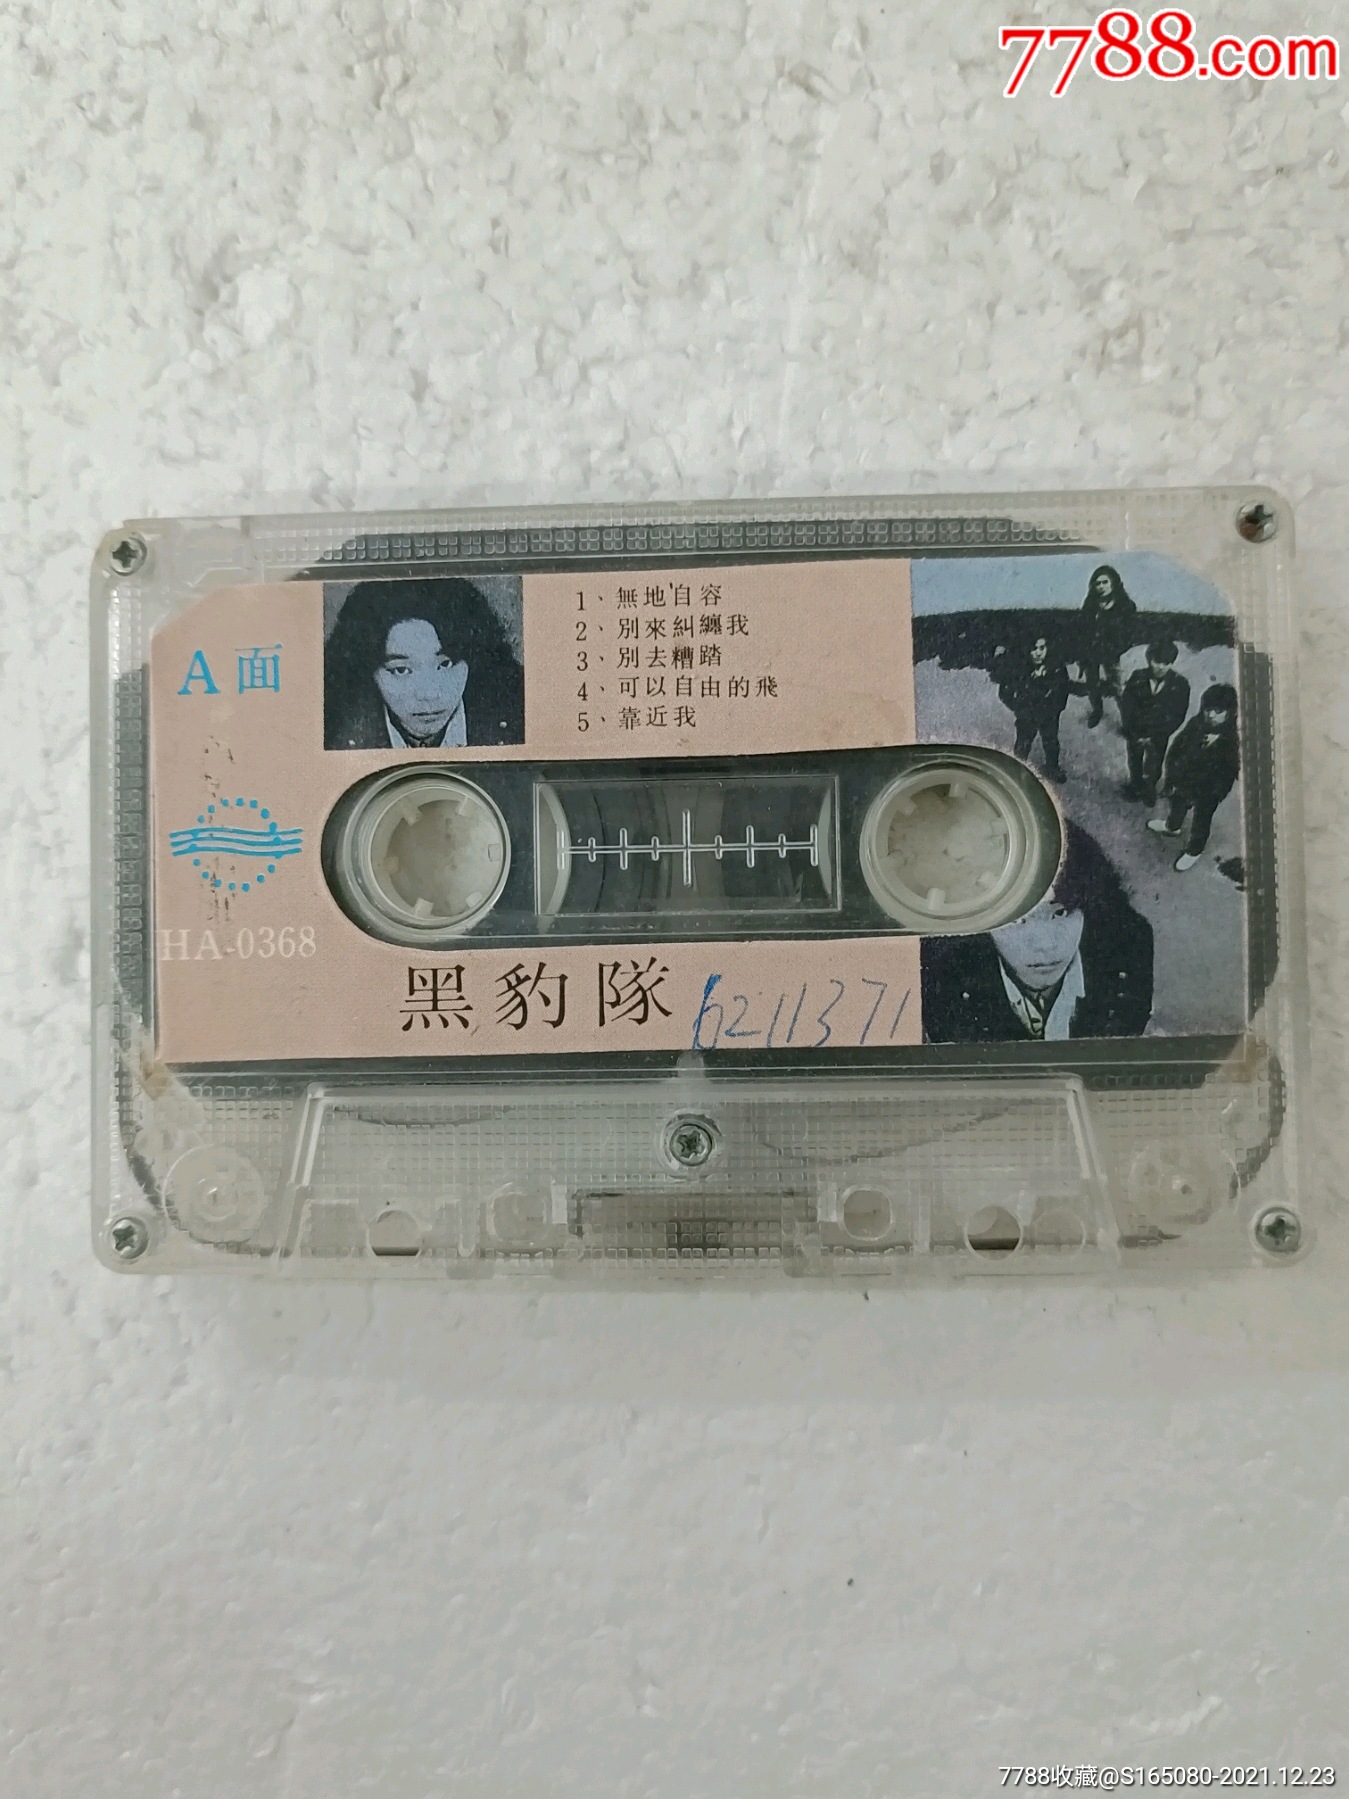 7788.com
A面
1、無地自容
2、別來糾纏我
3、別去糟踏
4、可以自由的飛
5、靠近我
HA-0368
黑豹隊
6211371
7788收藏@S165080-2021.12.23